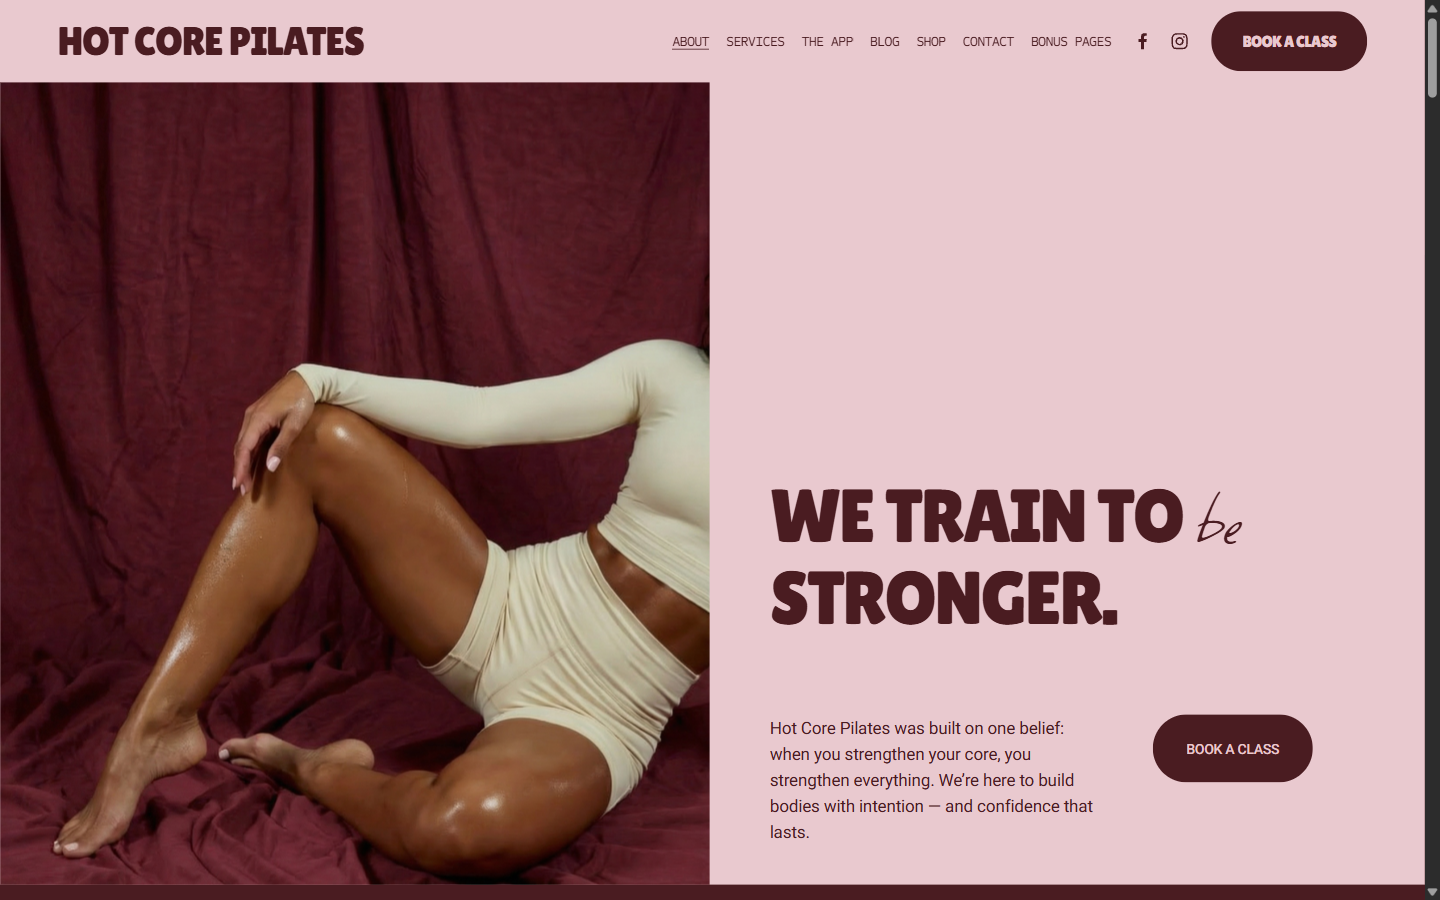 HOT CORE PILATES
ABOUT SERVICES THE APP BLOG SHOP CONTACT BONUS PAGES BOOK A CLASS
WE TRAIN TO be
STRONGER.
Hot Core Pilates was built on one belief:
when you strengthen your core, you
strengthen everything. We’re here to build
bodies with intention — and confidence that
lasts.
BOOK A CLASS